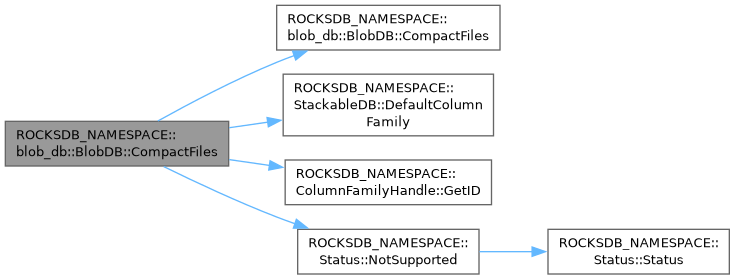 ROCKSDB_NAMESPACE::
blob_db::BlobDB::CompactFiles
ROCKSDB_NAMESPACE::
blob_db::BlobDB::CompactFiles
ROCKSDB_NAMESPACE::
StackableDB::DefaultColumn
Family
ROCKSDB_NAMESPACE::
ColumnFamilyHandle::GetID
ROCKSDB_NAMESPACE::
Status::NotSupported
ROCKSDB_NAMESPACE::
Status::Status